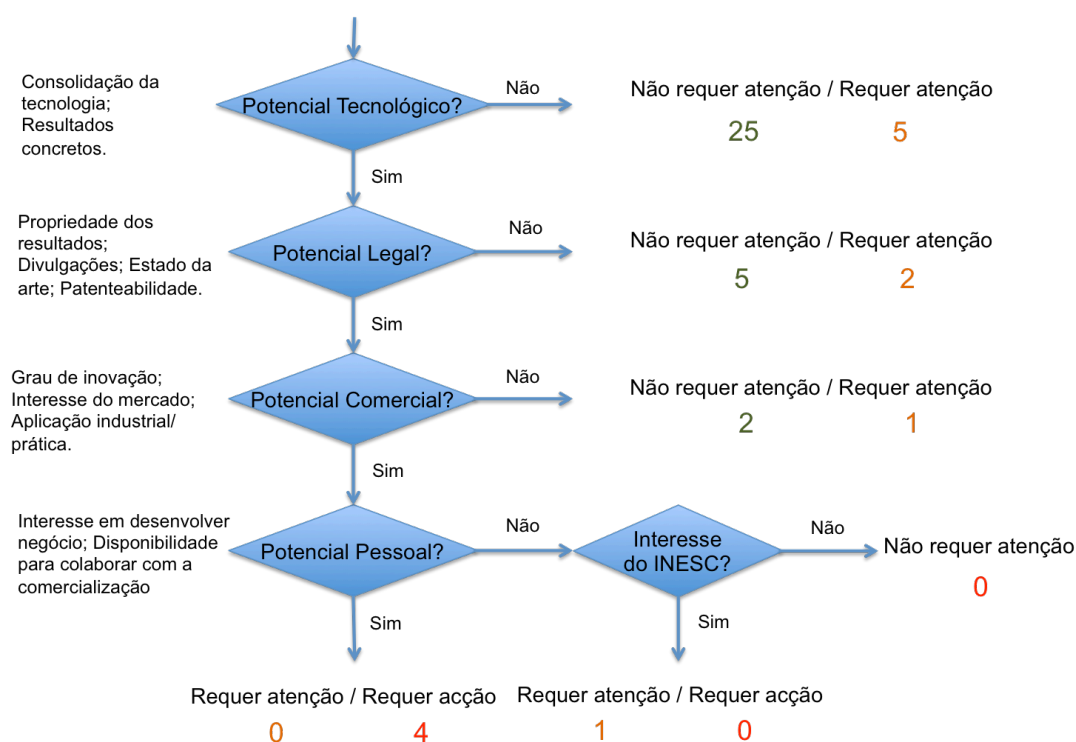 Consolidação da
tecnologia;
Resultados
concretos.
Potencial Tecnológico?
Não
Não requer atenção / Requer atenção
25 5
Sim
Propriedade dos
resultados;
Divulgações; Estado da
arte; Patenteabilidade.
Potencial Legal?
Não
Não requer atenção / Requer atenção
5 2
Sim
Grau de inovação;
Interesse do mercado;
Aplicação industrial/
prática.
Potencial Comercial?
Não
Não requer atenção / Requer atenção
2 1
Sim
Interesse em desenvolver
negócio; Disponibilidade
para colaborar com a
comercialização
Potencial Pessoal?
Não
Interesse
do INESC?
Não
Não requer atenção
0
Sim
Sim
Requer atenção / Requer acção
0 4
Requer atenção / Requer acção
1 0